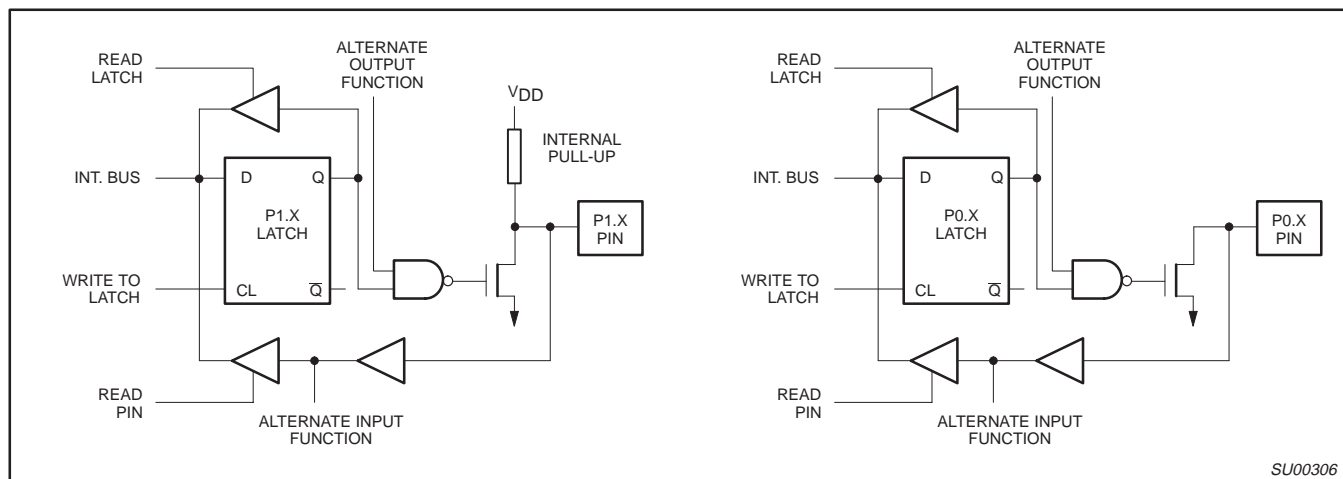 READ
LATCH
ALTERNATE
OUTPUT
FUNCTION
VDD
INTERNAL
PULL-UP
INT. BUS
D
Q
P1.X
LATCH
P1.X
PIN
WRITE TO
LATCH
CL
Q̅
READ
PIN
ALTERNATE INPUT
FUNCTION
READ
LATCH
ALTERNATE
OUTPUT
FUNCTION
INT. BUS
D
Q
P0.X
LATCH
P0.X
PIN
WRITE TO
LATCH
CL
Q̅
READ
PIN
ALTERNATE INPUT
FUNCTION
SU00306